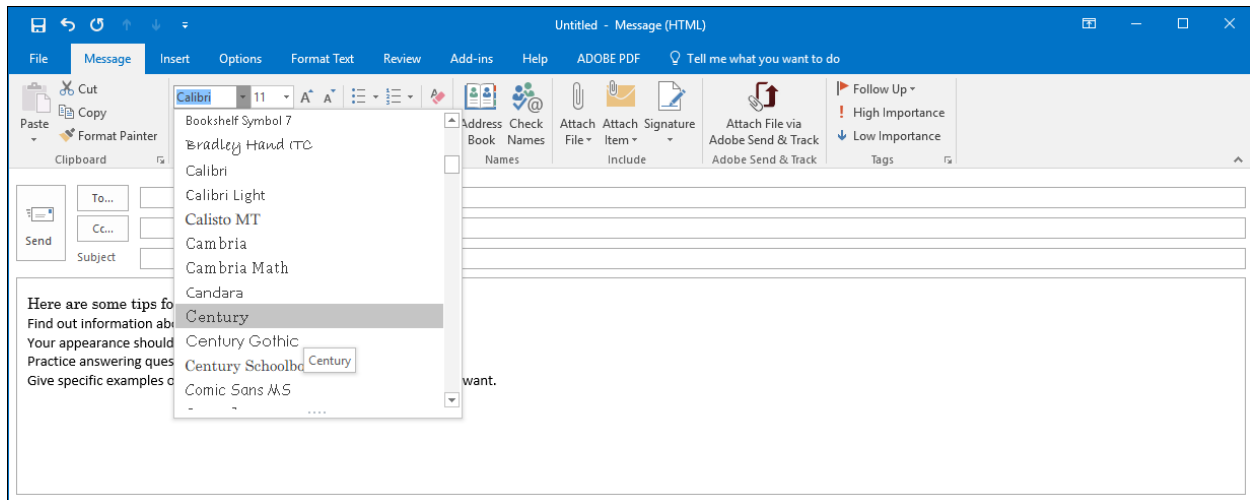 Untitled - Message (HTML)
File Message Insert Options Format Text Review Add-ins Help ADOBE PDF Tell me what you want to do
Paste
Cut
Copy
Format Painter
Clipboard
Calibri 11
Address Book
Check Names
Names
Attach File
Attach Item
Signature
Include
Attach File via
Adobe Send & Track
Adobe Send & Track
Follow Up
High Importance
Low Importance
Tags
Bookshelf Symbol 7
Bradley Hand ITC
Calibri
Calibri Light
Calisto MT
Cambria
Cambria Math
Candara
Century
Century Gothic
Century Schoolbo
Century
Comic Sans MS
Send
To...
Cc...
Subject
Here are some tips fo
Find out information abo
Your appearance should
Practice answering ques
Give specific examples o want.